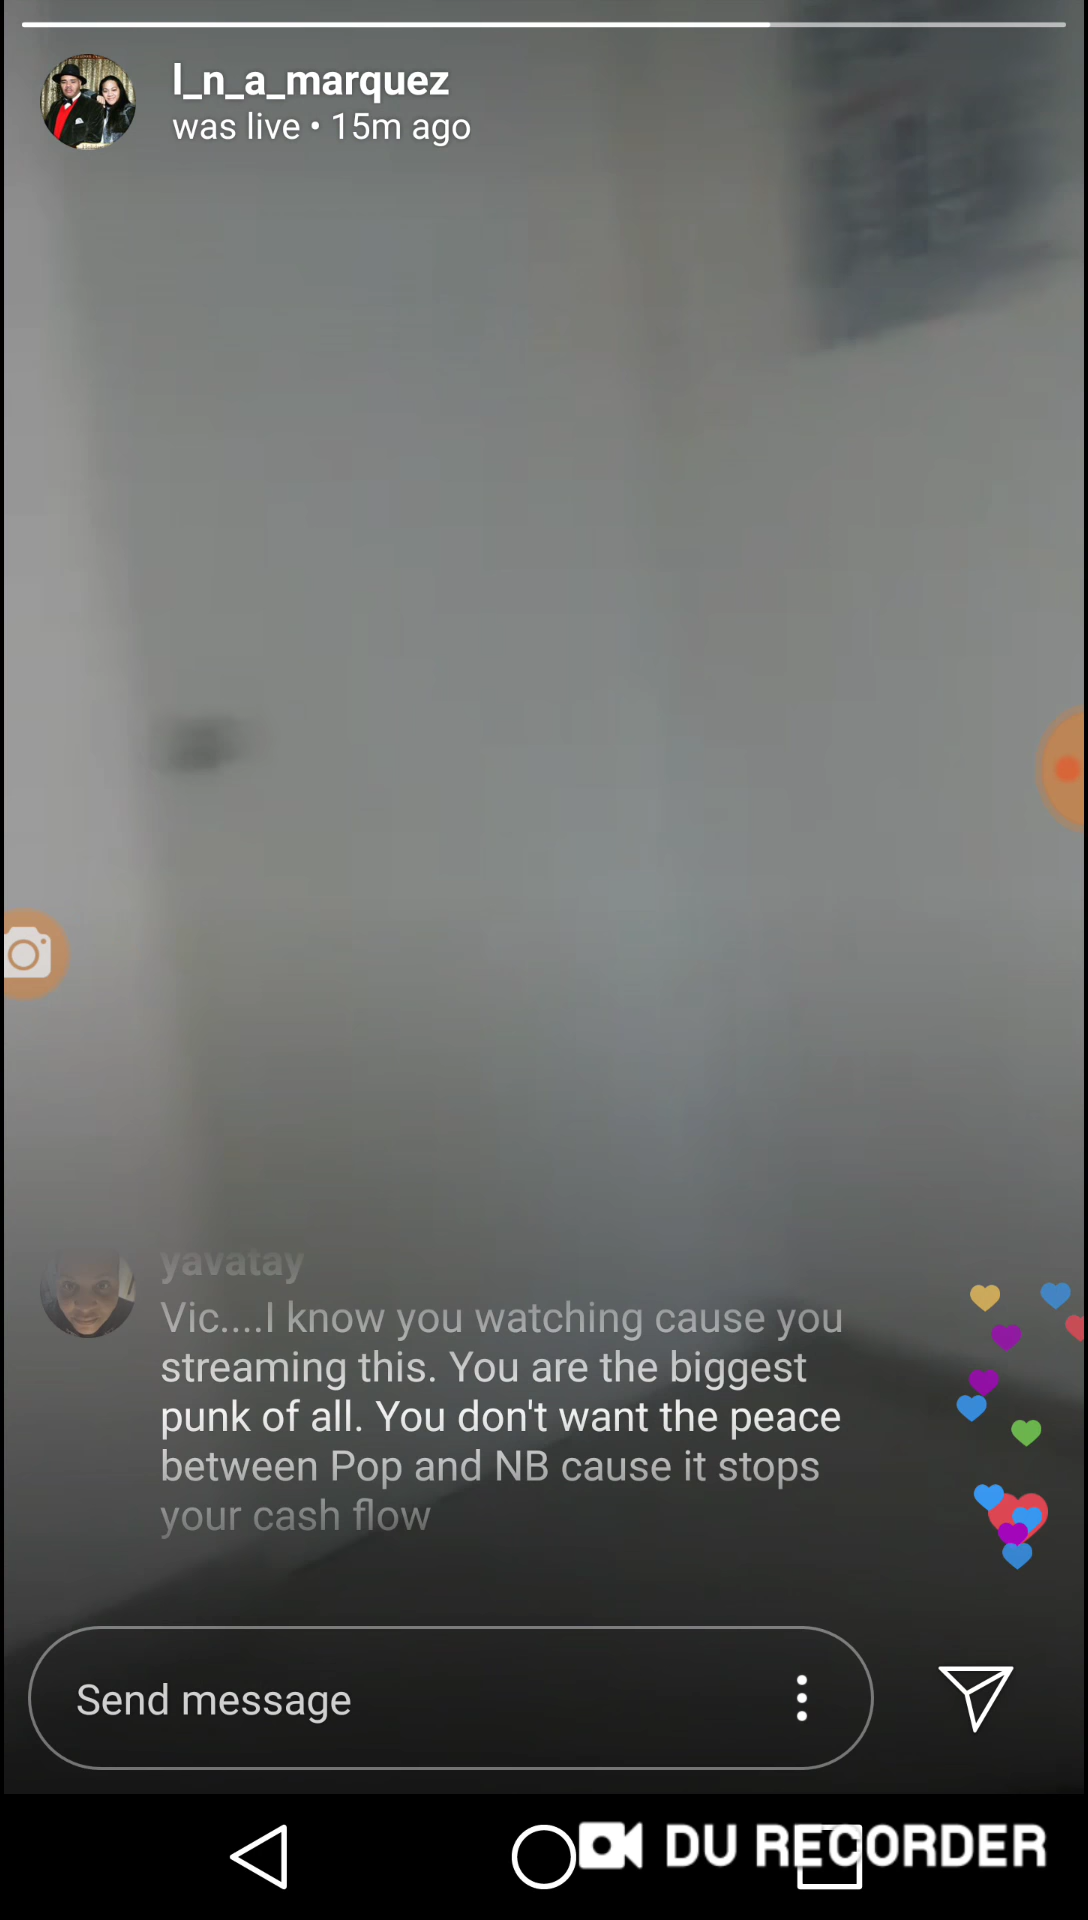 l_n_a_marquez
was live • 15m ago
yavatay
Vic....I know you watching cause you
streaming this. You are the biggest
punk of all. You don't want the peace
between Pop and NB cause it stops
your cash flow
Send message
DU RECORDER